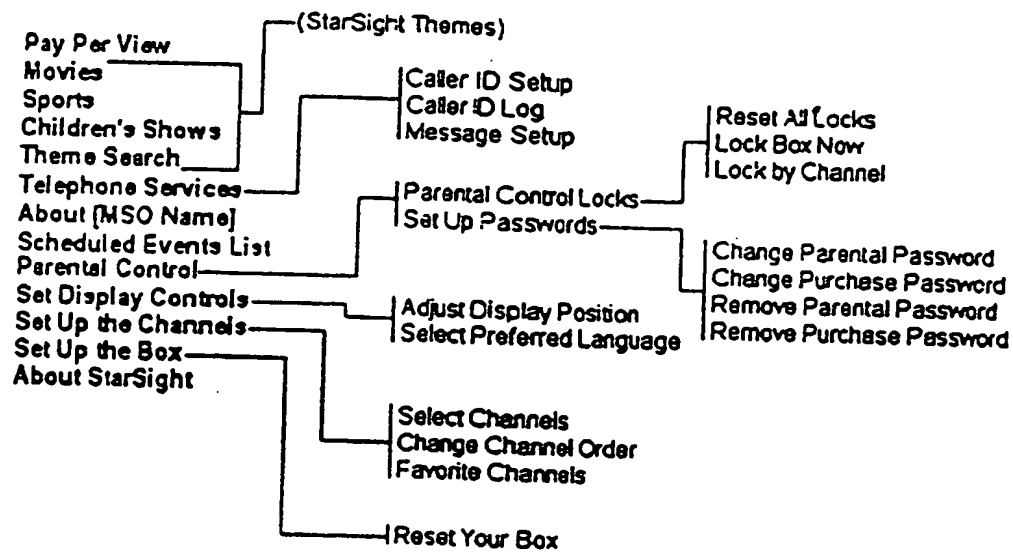 (StarSight Themes)
Pay Per View
Movies
Sports
Children's Shows
Theme Search
Telephone Services
About [MSO Name]
Scheduled Events List
Parental Control
Set Display Controls
Set Up the Channels
Set Up the Box
About StarSight
Caller ID Setup
Caller ID Log
Message Setup
Parental Control Locks
Set Up Passwords
Reset All Locks
Lock Box Now
Lock by Channel
Change Parental Password
Change Purchase Password
Remove Parental Password
Remove Purchase Password
Adjust Display Position
Select Preferred Language
Select Channels
Change Channel Order
Favorite Channels
Reset Your Box